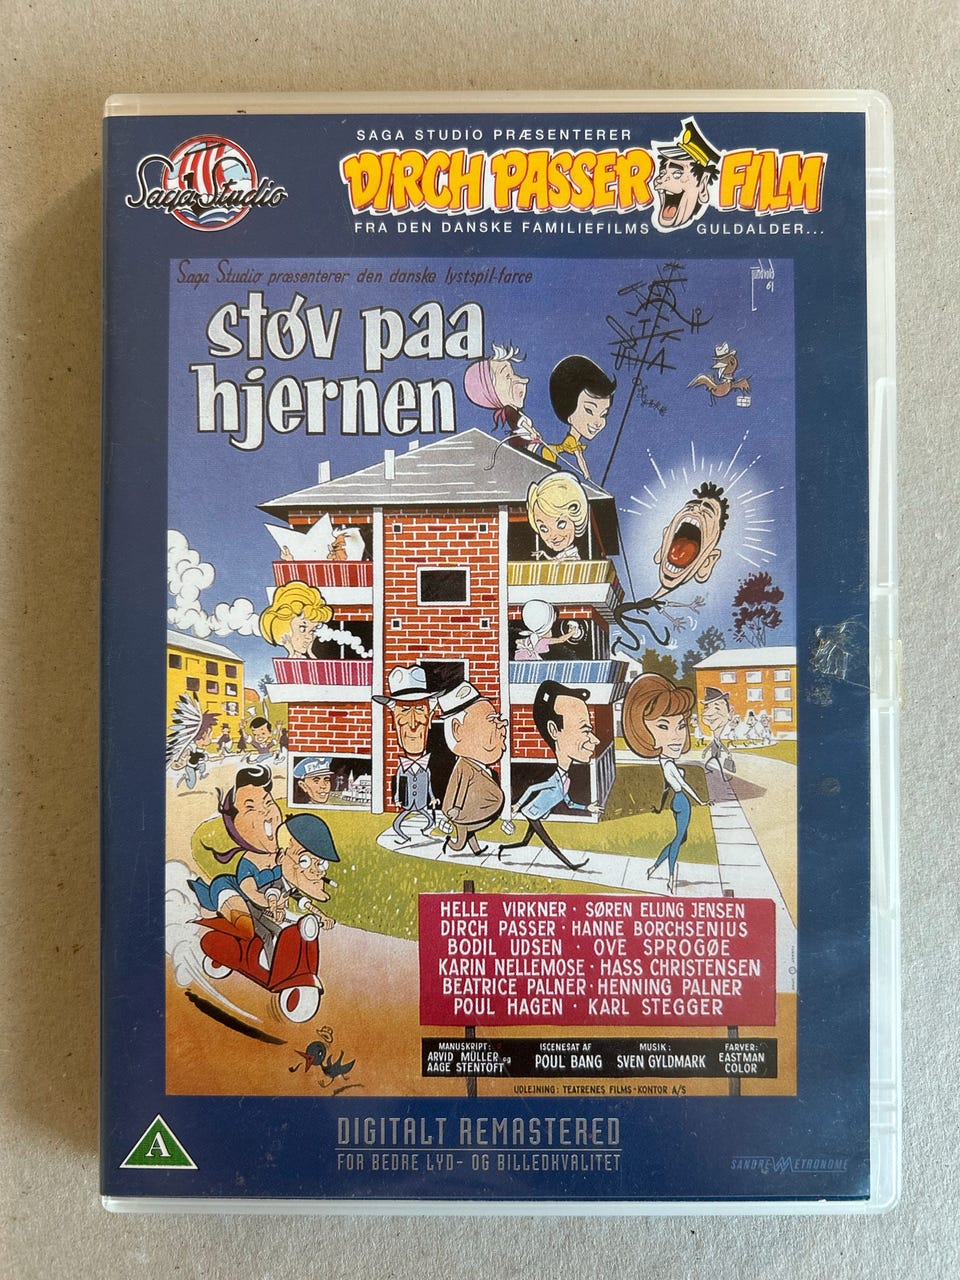 Saga Studio
SAGA STUDIO PRÆSENTERER
DIRCH PASSER FILM
FRA DEN DANSKE FAMILIEFILMS GULDALDER...
Saga Studio præsenterer den danske lystspil-farce
støv paa
hjernen
61
HELLE VIRKNER · SØREN ELUNG JENSEN
DIRCH PASSER · HANNE BORCHSENIUS
BODIL UDSEN · OVE SPROGØE
KARIN NELLEMOSE · HASS CHRISTENSEN
BEATRICE PALNER · HENNING PALNER
POUL HAGEN · KARL STEGGER
MANUSKRIPT:
ARVID MÜLLER og
AAGE STENTOFT
ISCENESAT AF
POUL BANG
MUSIK:
SVEN GYLDMARK
FARVER:
EASTMAN
COLOR
UDLEJNING: TEATRENES FILMS-KONTOR A/S
A
DIGITALT REMASTERED
FOR BEDRE LYD- OG BILLEDKVALITET
SANDREW METRONOME